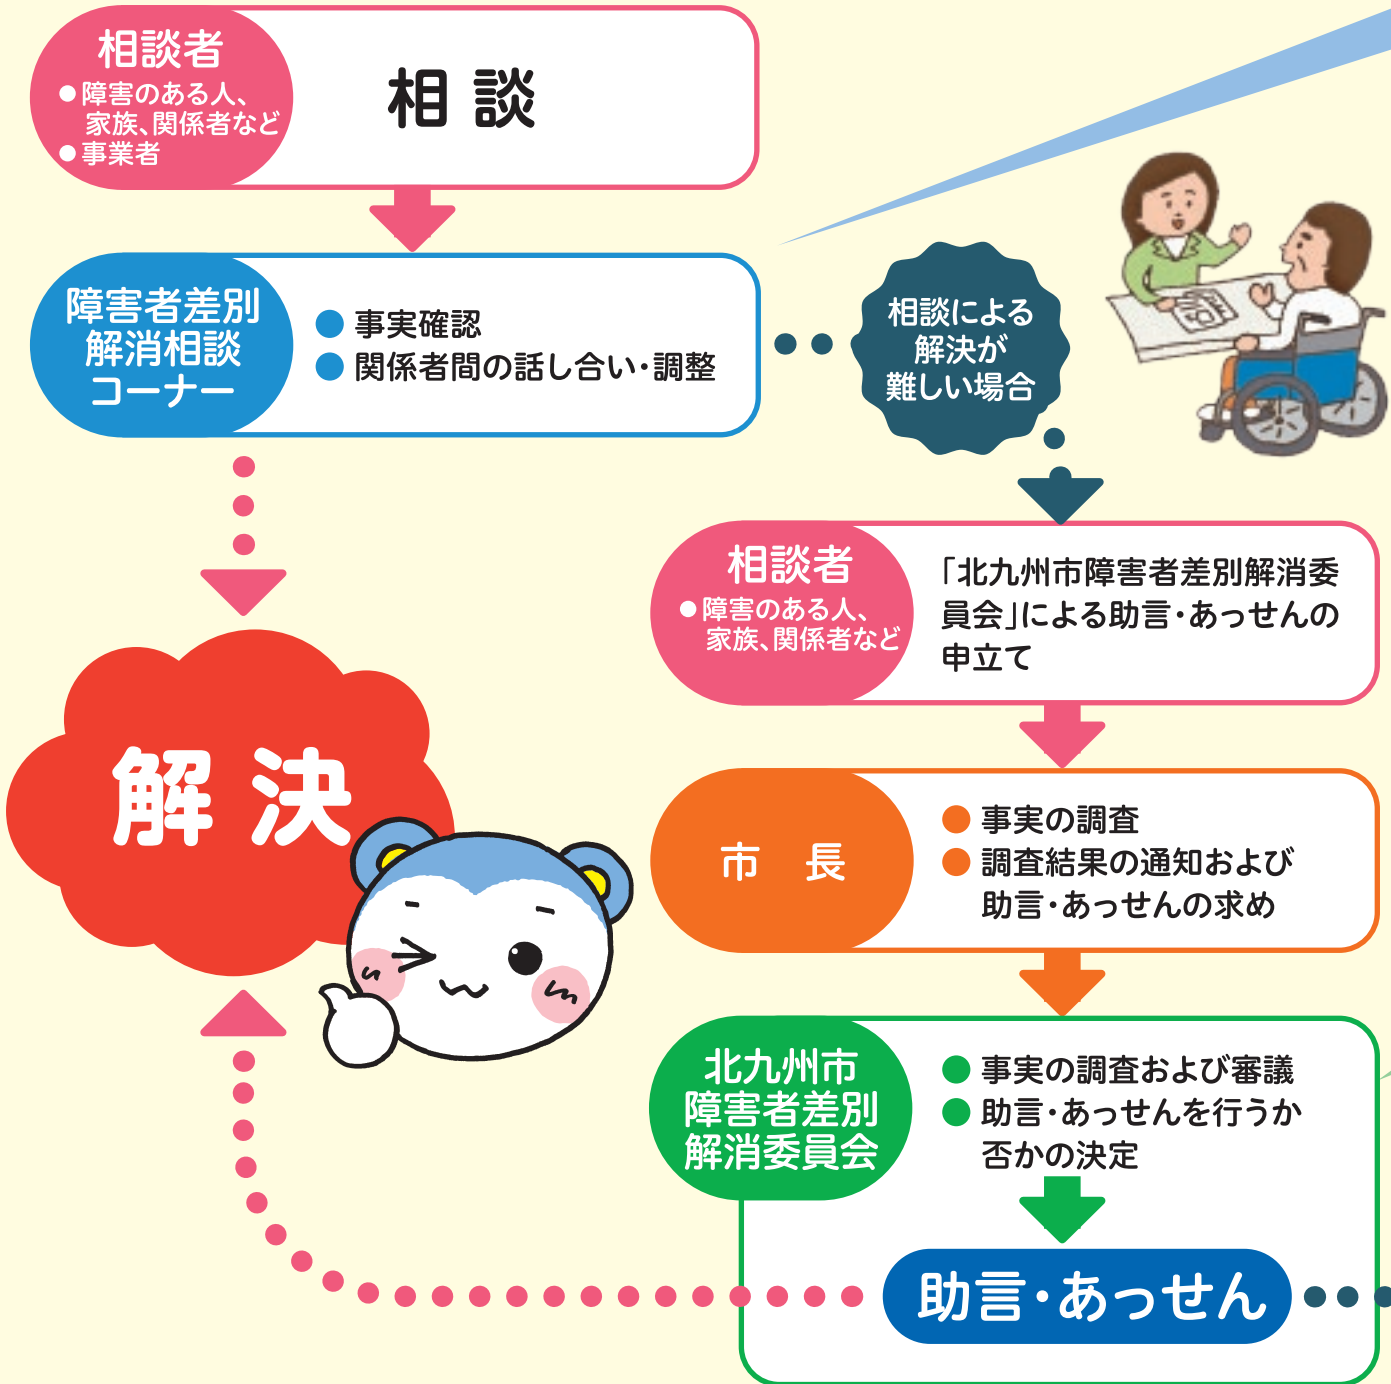 相談者
●障害のある人、
家族、関係者など
●事業者
相談
障害者差別
解消相談
コーナー
●事実確認
●関係者間の話し合い・調整
相談による
解決が
難しい場合
相談者
●障害のある人、
家族、関係者など
「北九州市障害者差別解消委
員会」による助言・あっせんの
申立て
市　長
●事実の調査
●調査結果の通知および
助言・あっせんの求め
解決
北九州市
障害者差別
解消委員会
●事実の調査および審議
●助言・あっせんを行うか
否かの決定
助言・あっせん